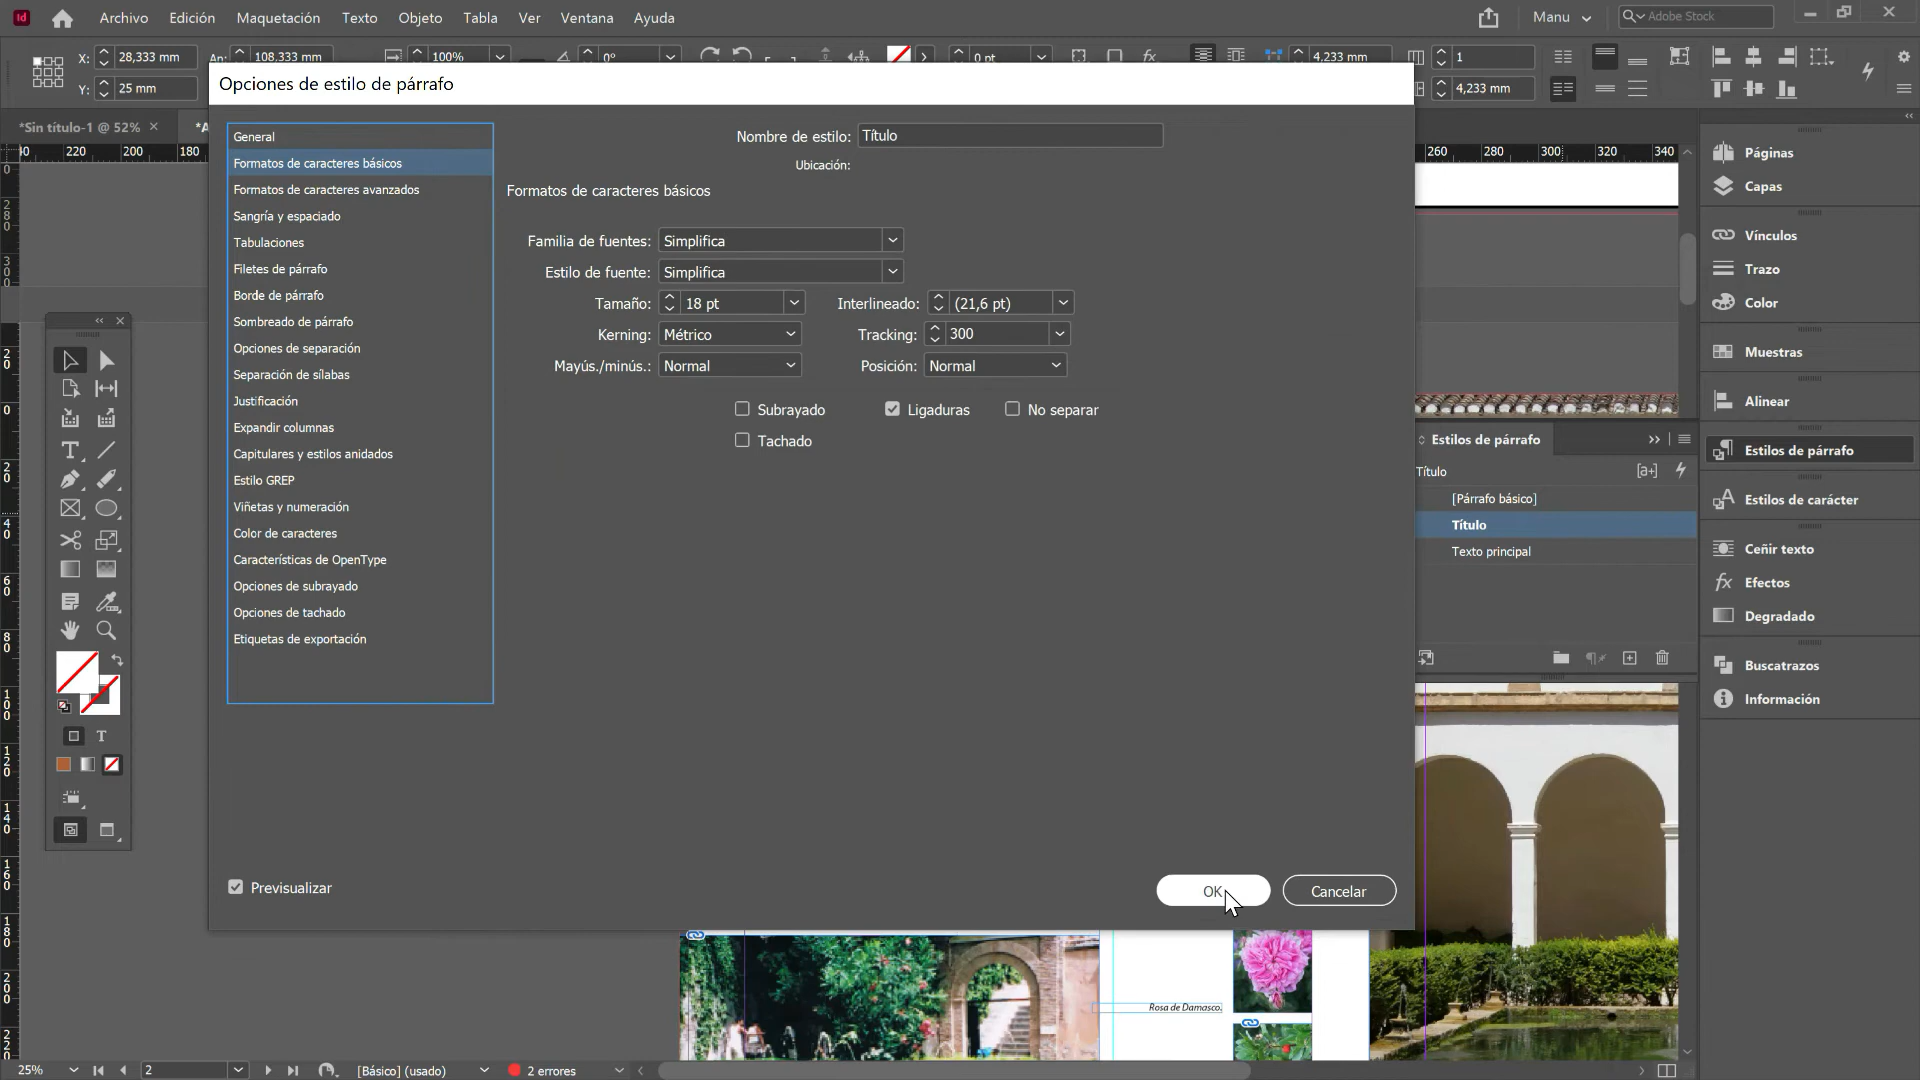 Id
Archivo Edición Maquetación Texto Objeto Tabla Ver Ventana Ayuda
Manu
Adobe Stock
X: 28,333 mm An: 108,333 mm 100% 0° 0 pt 4,233 mm 1
Y: 25 mm 4,233 mm
Opciones de estilo de párrafo
*Sin título-1 @ 52%
220 200 180
260 280 300 320 340
General
Formatos de caracteres básicos
Formatos de caracteres avanzados
Sangría y espaciado
Tabulaciones
Filetes de párrafo
Borde de párrafo
Sombreado de párrafo
Opciones de separación
Separación de sílabas
Justificación
Expandir columnas
Capitulares y estilos anidados
Estilo GREP
Viñetas y numeración
Color de caracteres
Características de OpenType
Opciones de subrayado
Opciones de tachado
Etiquetas de exportación
Nombre de estilo: Título
Ubicación:
Formatos de caracteres básicos
Familia de fuentes: Simplifica
Estilo de fuente: Simplifica
Tamaño: 18 pt Interlineado: (21,6 pt)
Kerning: Métrico Tracking: 300
Mayús./minús.: Normal Posición: Normal
Subrayado Ligaduras No separar
Tachado
Previsualizar
OK Cancelar
Estilos de párrafo
Título [a+]
[Párrafo básico]
Título
Texto principal
Páginas
Capas
Vínculos
Trazo
Color
Muestras
Alinear
Estilos de párrafo
Estilos de carácter
Ceñir texto
Efectos
Degradado
Buscatrazos
Información
Rosa de Damasco.
25% 2 [Básico] (usado) 2 errores